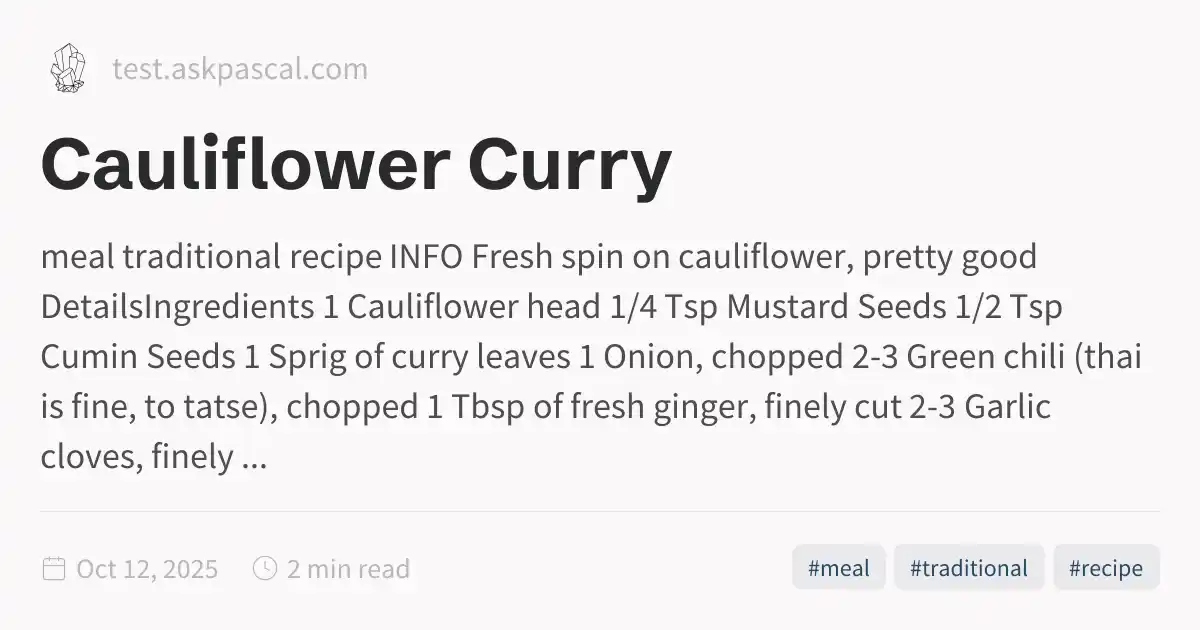 test.askpascal.com
Cauliflower Curry
meal traditional recipe INFO Fresh spin on cauliflower, pretty good
DetailsIngredients 1 Cauliflower head 1/4 Tsp Mustard Seeds 1/2 Tsp
Cumin Seeds 1 Sprig of curry leaves 1 Onion, chopped 2-3 Green chili (thai
is fine, to tatse), chopped 1 Tbsp of fresh ginger, finely cut 2-3 Garlic
cloves, finely ...
Oct 12, 2025 2 min read #meal #traditional #recipe